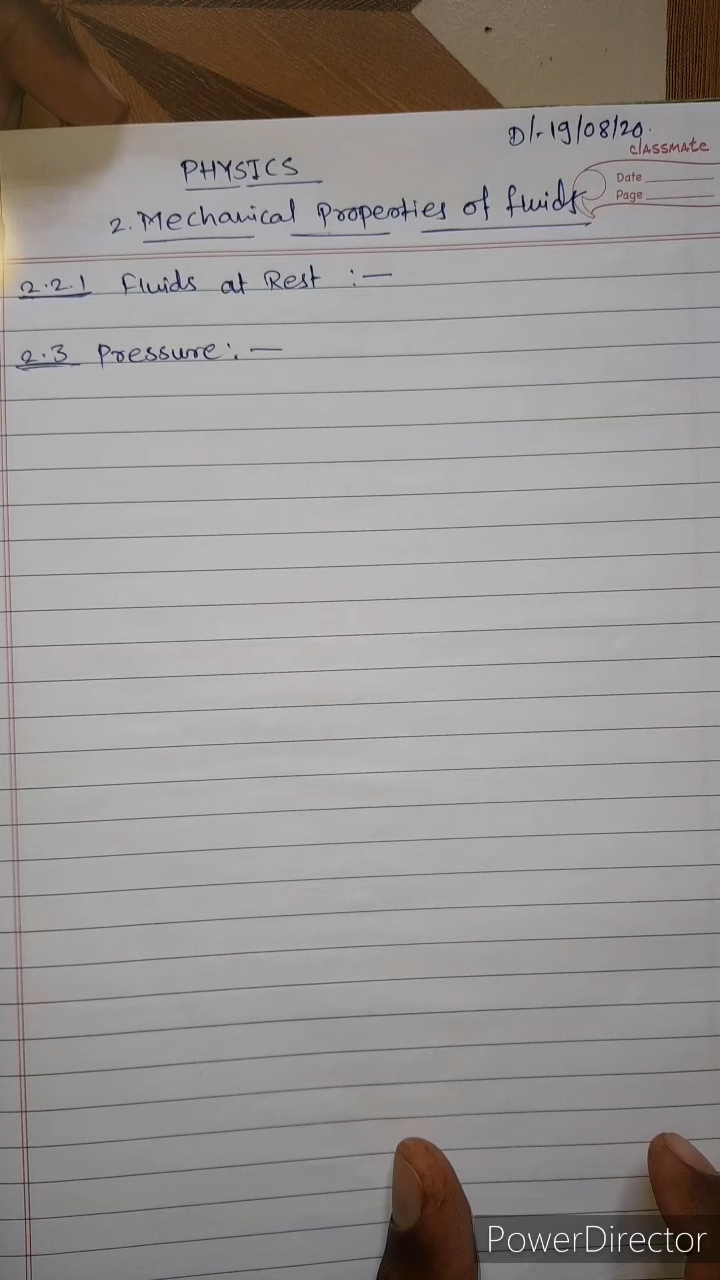 D/- 19/08/20.
classmate
PHYSICS
Date
Page
2. Mechanical Properties of fluids
2.2.1 Fluids at Rest :—
2.3 Pressure :—
PowerDirector